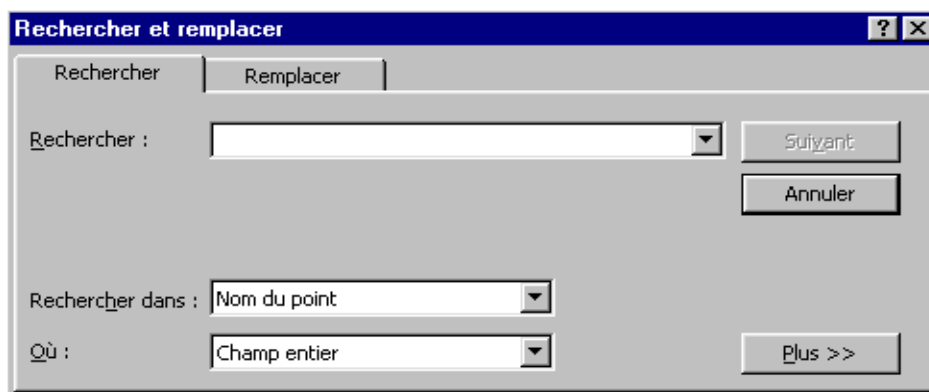 Rechercher et remplacer
Rechercher Remplacer
Rechercher : Suivant
Annuler
Rechercher dans : Nom du point
Où : Champ entier Plus >>